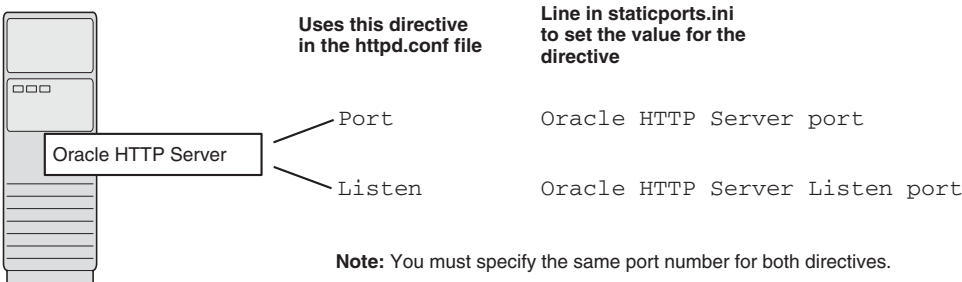 Uses this directive
in the httpd.conf file
Line in staticports.ini
to set the value for the
directive
Port
Oracle HTTP Server port
Oracle HTTP Server
Listen
Oracle HTTP Server Listen port
Note: You must specify the same port number for both directives.